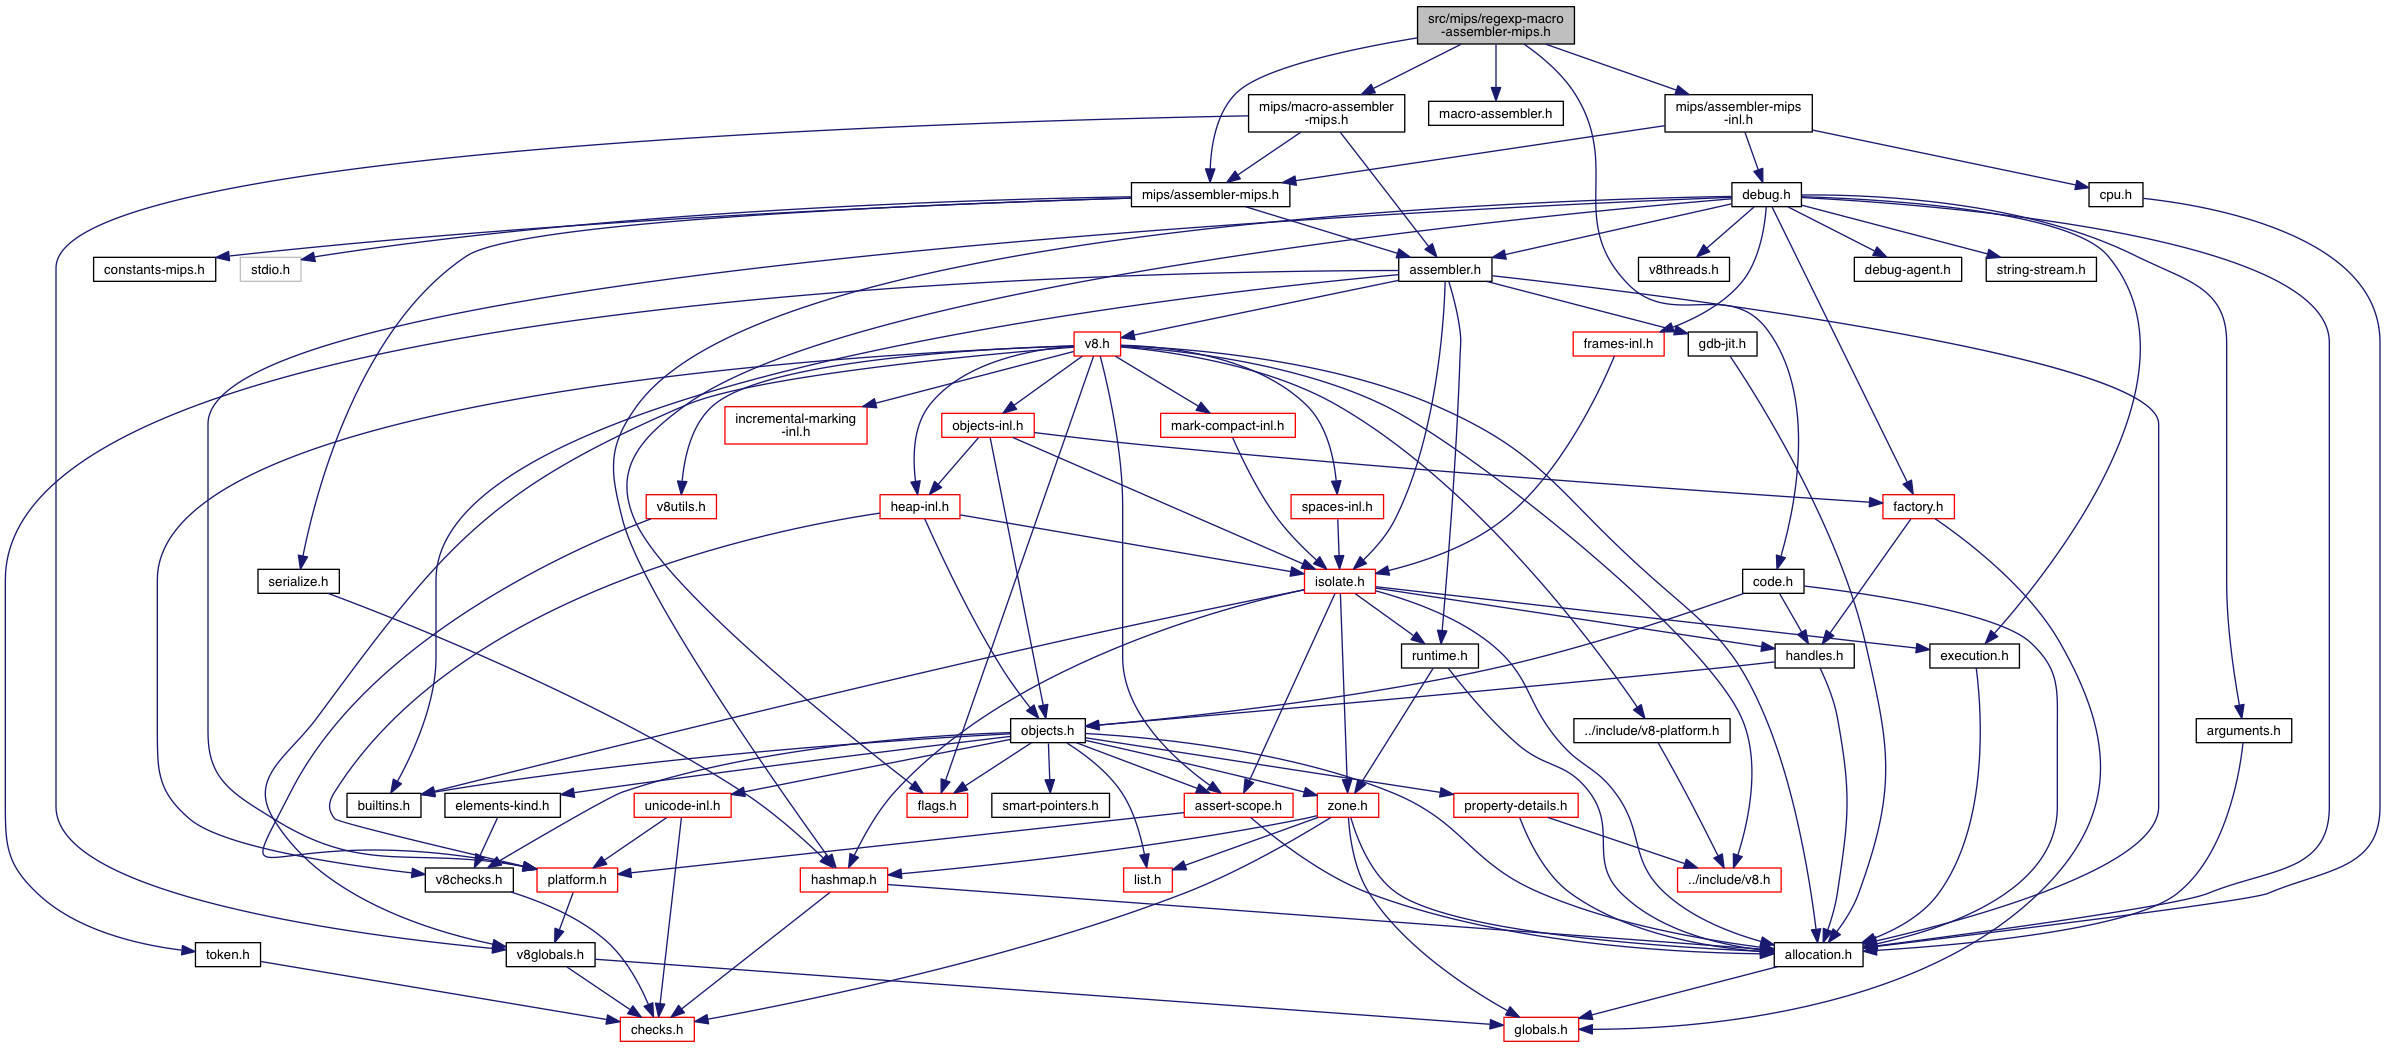 src/mips/regexp-macro
-assembler-mips.h
mips/macro-assembler
-mips.h
macro-assembler.h
mips/assembler-mips
-inl.h
mips/assembler-mips.h
debug.h
cpu.h
constants-mips.h
stdio.h
assembler.h
v8threads.h
debug-agent.h
string-stream.h
v8.h
frames-inl.h
gdb-jit.h
incremental-marking
-inl.h
objects-inl.h
mark-compact-inl.h
v8utils.h
heap-inl.h
spaces-inl.h
factory.h
serialize.h
isolate.h
code.h
runtime.h
handles.h
execution.h
objects.h
../include/v8-platform.h
arguments.h
builtins.h
elements-kind.h
unicode-inl.h
flags.h
smart-pointers.h
assert-scope.h
zone.h
property-details.h
v8checks.h
platform.h
hashmap.h
list.h
../include/v8.h
token.h
v8globals.h
allocation.h
checks.h
globals.h